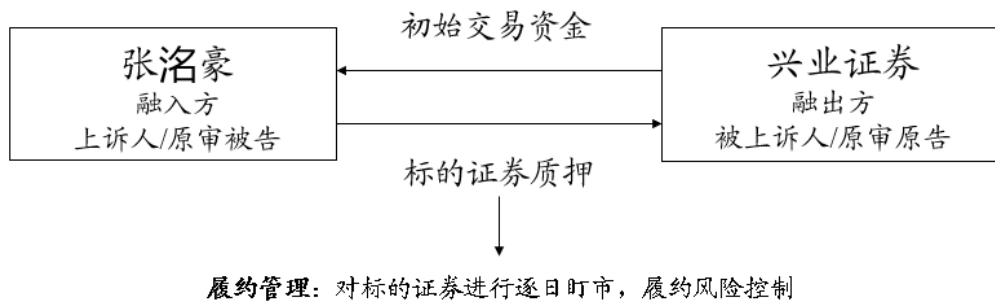 初始交易资金
张洺豪
融入方
上诉人/原审被告
兴业证券
融出方
被上诉人/原审原告
标的证券质押
履约管理：对标的证券进行逐日盯市，履约风险控制